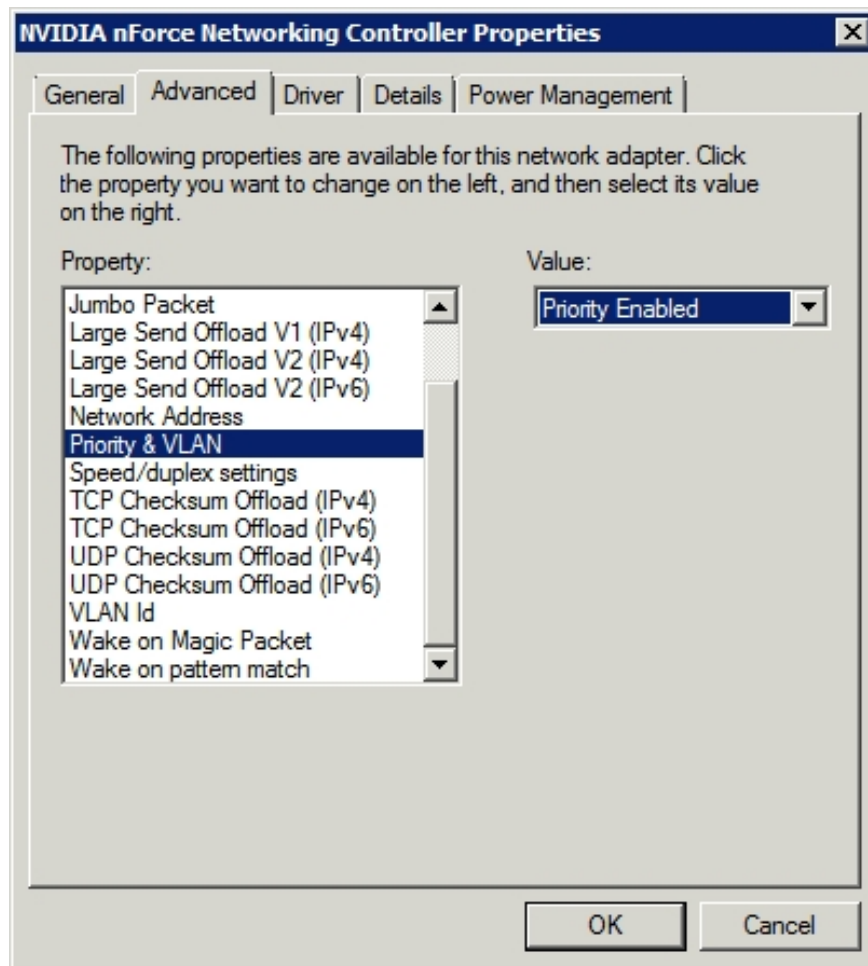 NVIDIA nForce Networking Controller Properties
General
Advanced
Driver
Details
Power Management
The following properties are available for this network adapter. Click
the property you want to change on the left, and then select its value
on the right.
Property:
Value:
Jumbo Packet
Large Send Offload V1 (IPv4)
Large Send Offload V2 (IPv4)
Large Send Offload V2 (IPv6)
Network Address
Priority & VLAN
Speed/duplex settings
TCP Checksum Offload (IPv4)
TCP Checksum Offload (IPv6)
UDP Checksum Offload (IPv4)
UDP Checksum Offload (IPv6)
VLAN Id
Wake on Magic Packet
Wake on pattern match
Priority Enabled
OK
Cancel